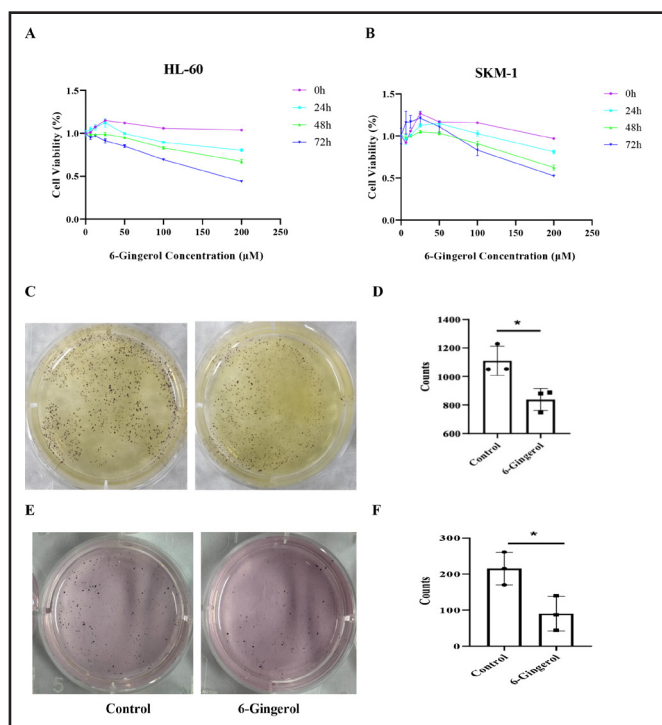 A
HL-60
Cell Viability (%)
1.5
1.0
0.5
0.0
0 50 100 150 200 250
6-Gingerol Concentration (μM)
0h
24h
48h
72h
B
SKM-1
Cell Viability (%)
1.5
1.0
0.5
0.0
0 50 100 150 200 250
6-Gingerol Concentration (μM)
0h
24h
48h
72h
C
D
Counts
1400
1200
1000
800
600
*
Control
6-Gingerol
E
5
F
Counts
300
200
100
0
*
Control
6-Gingerol
Control 6-Gingerol